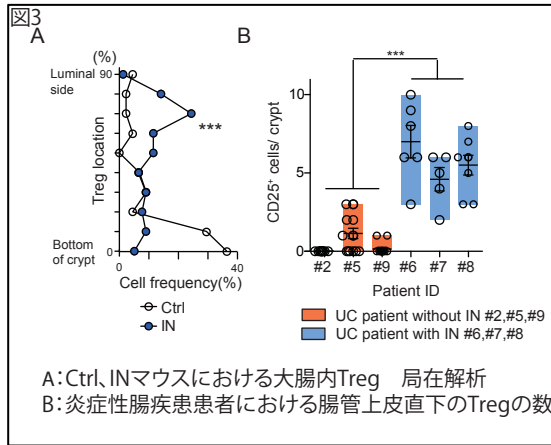 図3
A
B
(%)
Luminal side
90
Treg location
Bottom of crypt
0
0
40
Cell frequency(%)
Ctrl
IN
***
***
CD25⁺ cells/ crypt
10
5
0
#2 #5 #9 #6 #7 #8
Patient ID
UC patient without IN #2,#5,#9
UC patient with IN #6,#7,#8
A:Ctrl、INマウスにおける大腸内Treg 局在解析
B:炎症性腸疾患患者における腸管上皮直下のTregの数